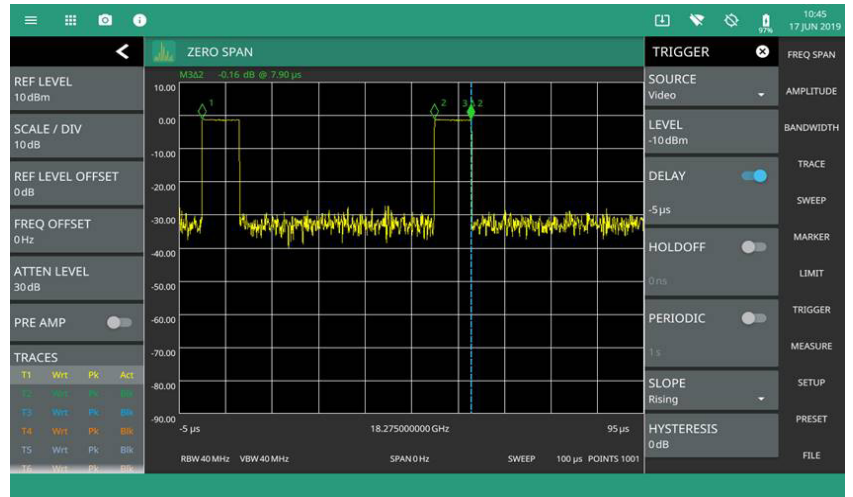 10:45
97%
17 JUN 2019
ZERO SPAN
REF LEVEL
10 dBm
SCALE / DIV
10 dB
REF LEVEL OFFSET
0 dB
FREQ OFFSET
0 Hz
ATTEN LEVEL
30 dB
PRE AMP
TRACES
T1 Wrt Pk Act
T2 Wrt Pk Blk
T3 Wrt Pk Blk
T4 Wrt Pk Blk
T5 Wrt Pk Blk
T6 Wrt Pk Blk
M3Δ2 -0.16 dB @ 7.90 µs
10.00
0.00
-10.00
-20.00
-30.00
-40.00
-50.00
-60.00
-70.00
-80.00
-90.00
1
2
3
2
-5 µs
18.275000000 GHz
95 µs
RBW 40 MHz VBW 40 MHz SPAN 0 Hz SWEEP 100 µs POINTS 1001
TRIGGER
SOURCE
Video
LEVEL
-10 dBm
DELAY
-5 µs
HOLDOFF
0 ns
PERIODIC
1 s
SLOPE
Rising
HYSTERESIS
0 dB
FREQ SPAN
AMPLITUDE
BANDWIDTH
TRACE
SWEEP
MARKER
LIMIT
TRIGGER
MEASURE
SETUP
PRESET
FILE